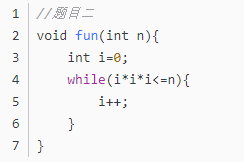 1 //题目二
2 void fun(int n){
3     int i=0;
4     while(i*i*i<=n){
5         i++;
6     }
7 }